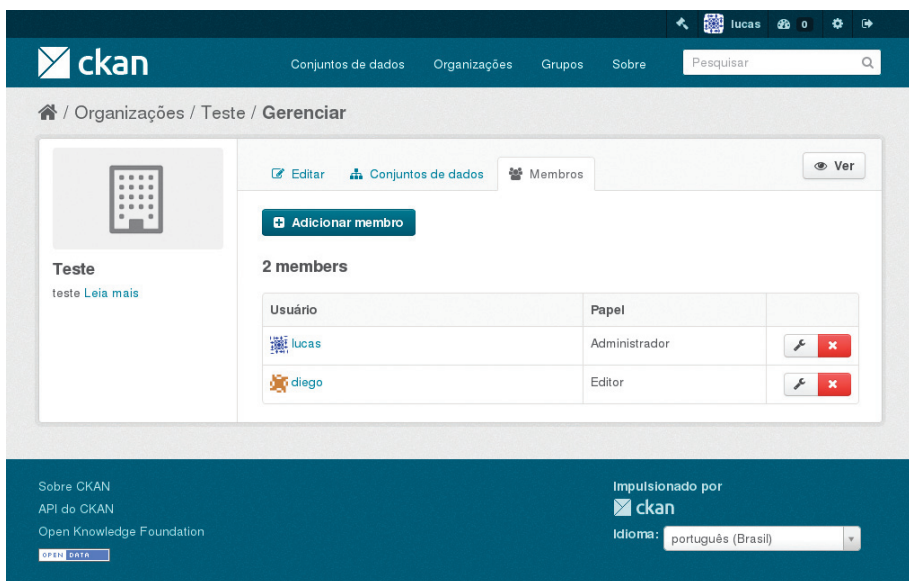 lucas 0
ckan Conjuntos de dados Organizações Grupos Sobre Pesquisar
/ Organizações / Teste / Gerenciar
Editar Conjuntos de dados Membros Ver
Adicionar membro
Teste
teste Leia mais
2 members
Usuário Papel
lucas Administrador
diego Editor
Sobre CKAN
API do CKAN
Open Knowledge Foundation
OPEN DATA
Impulsionado por
ckan
Idioma: português (Brasil)